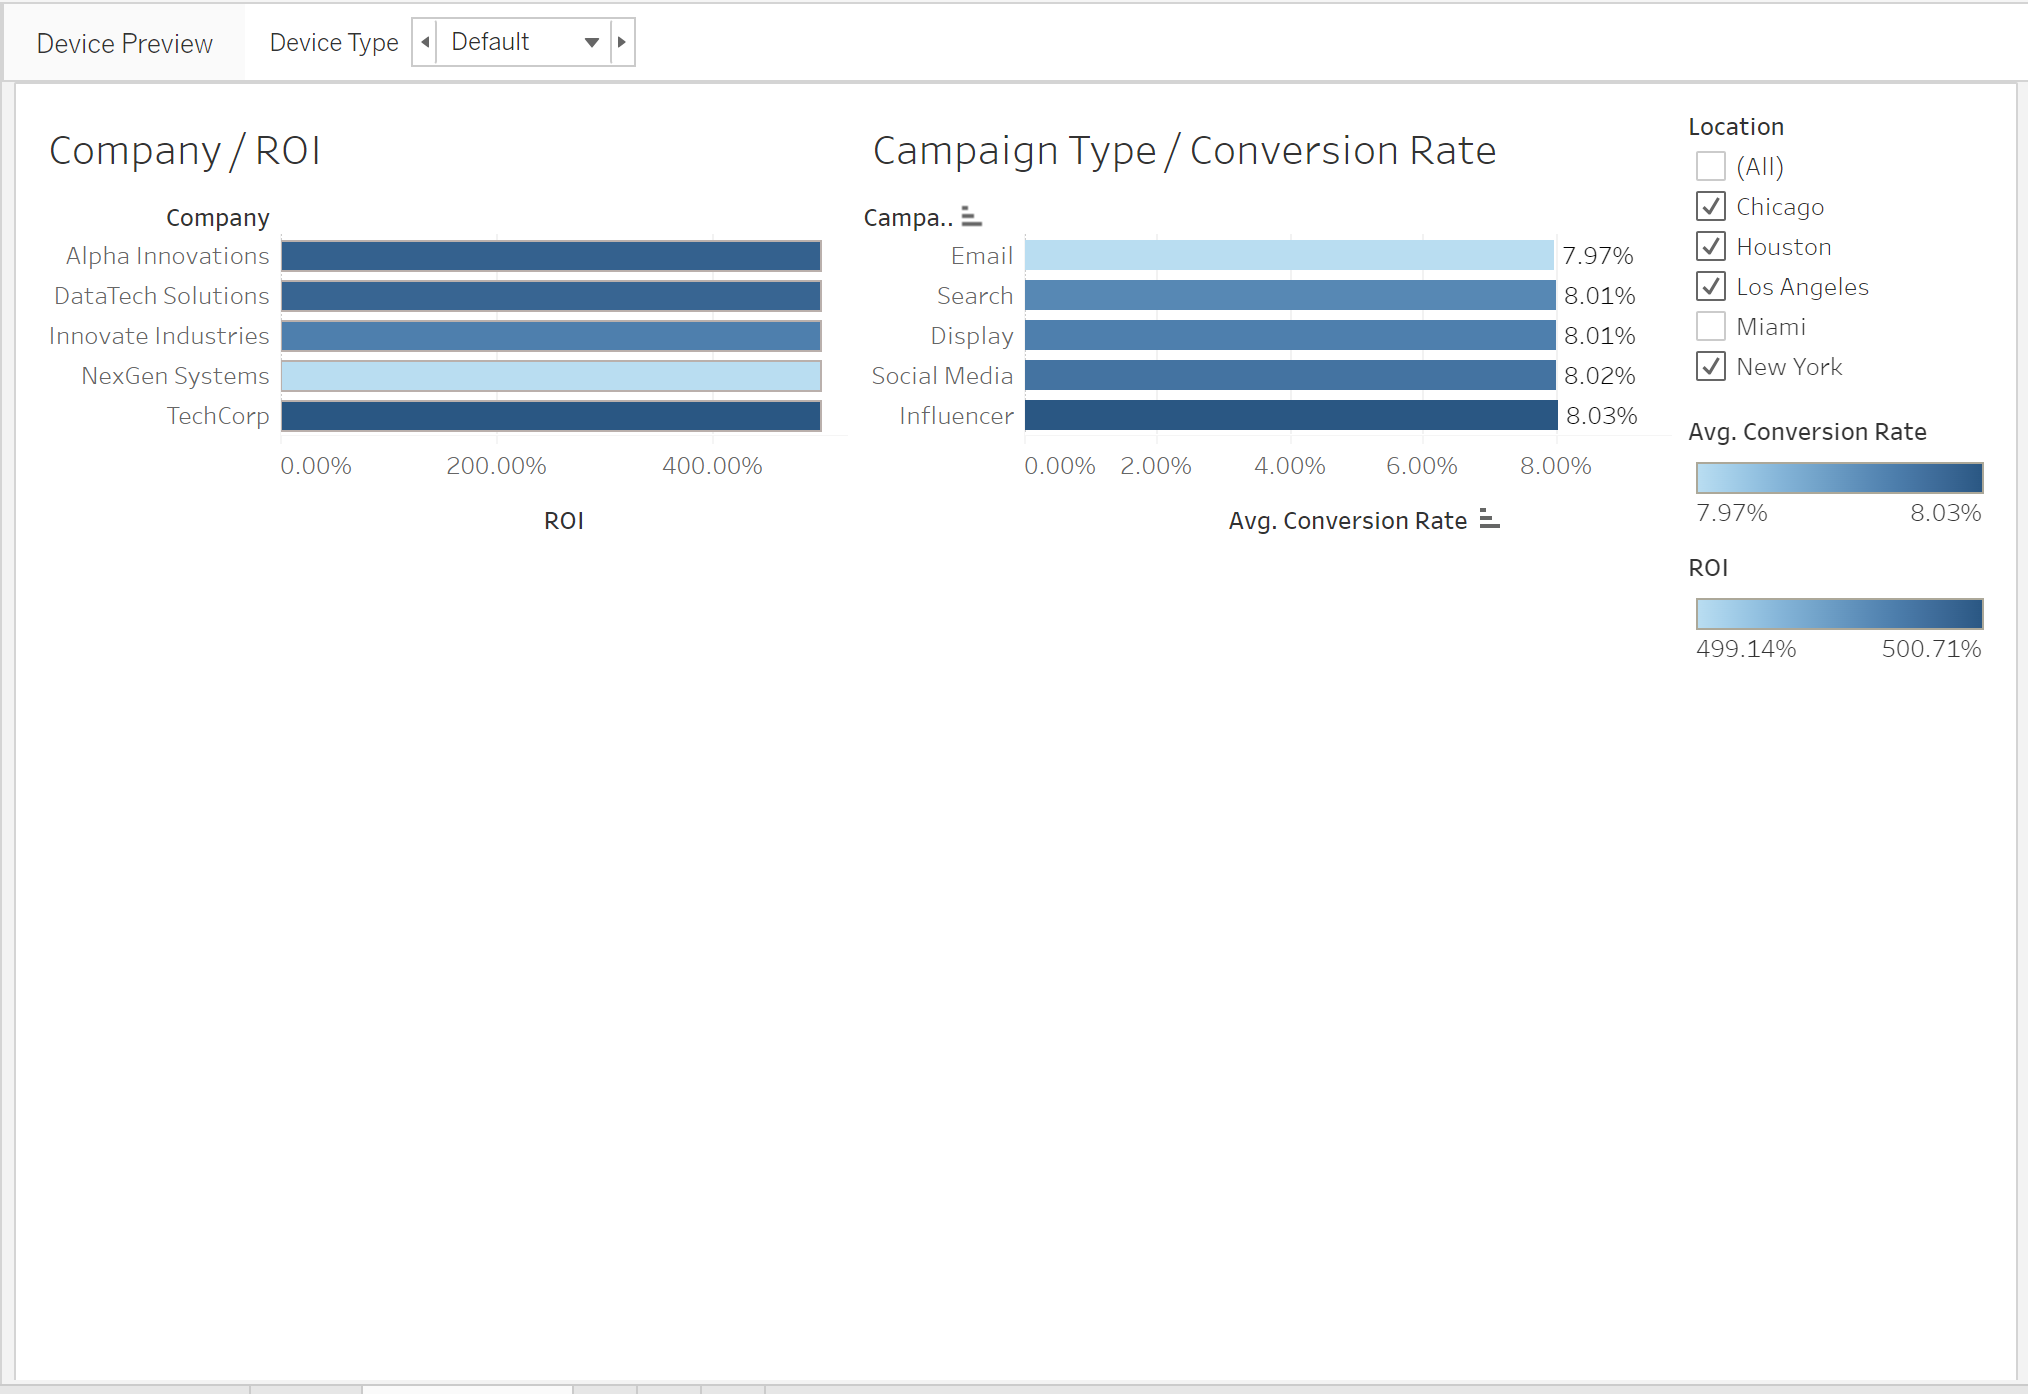 Device Preview
Device Type
Default
Company / ROI
Company
Alpha Innovations
DataTech Solutions
Innovate Industries
NexGen Systems
TechCorp
0.00% 200.00% 400.00%
ROI
Campaign Type / Conversion Rate
Campa..
Email 7.97%
Search 8.01%
Display 8.01%
Social Media 8.02%
Influencer 8.03%
0.00% 2.00% 4.00% 6.00% 8.00%
Avg. Conversion Rate
Location
(All)
Chicago
Houston
Los Angeles
Miami
New York
Avg. Conversion Rate
7.97% 8.03%
ROI
499.14% 500.71%